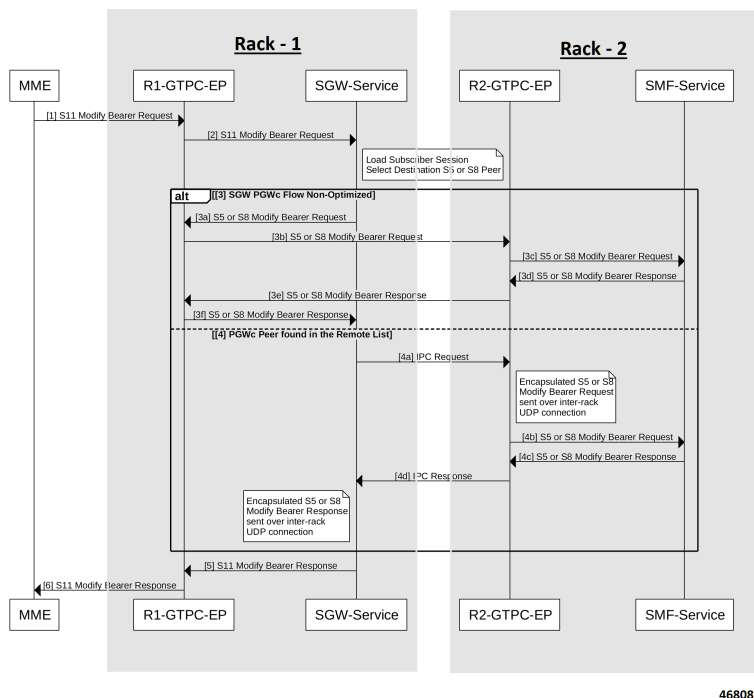 Rack - 1
Rack - 2
MME
R1-GTPC-EP
SGW-Service
R2-GTPC-EP
SMF-Service
[1] S11 Modify Bearer Request
[2] S11 Modify Bearer Request
Load Subscriber Session
Select Destination S5 or S8 Peer
alt
[[3] SGW PGWc Flow Non-Optimized]
[3a] S5 or S8 Modify Bearer Request
[3b] S5 or S8 Modify Bearer Request
[3c] S5 or S8 Modify Bearer Request
[3d] S5 or S8 Modify Bearer Response
[3e] S5 or S8 Modify Bearer Response
[3f] S5 or S8 Modify Bearer Response
[[4] PGWc Peer found in the Remote List]
[4a] IPC Request
Encapsulated S5 or S8
Modify Bearer Request
sent over inter-rack
UDP connection
[4b] S5 or S8 Modify Bearer Request
[4c] S5 or S8 Modify Bearer Response
[4d] IPC Response
Encapsulated S5 or S8
Modify Bearer Response
sent over inter-rack
UDP connection
[5] S11 Modify Bearer Response
[6] S11 Modify Bearer Response
MME
R1-GTPC-EP
SGW-Service
R2-GTPC-EP
SMF-Service
46808